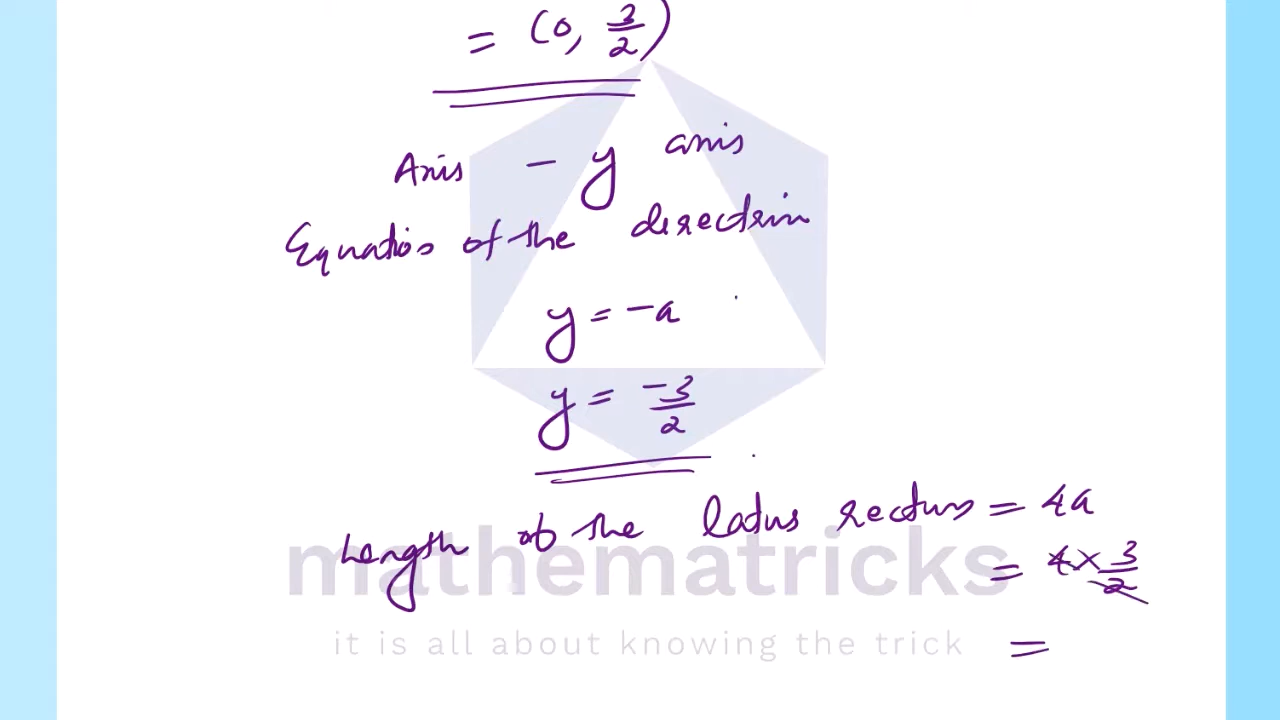 = (0, 3/2)
Axis - y axis
Equation of the directrix
y = -a
y = -3/2
Length of the latus rectum = 4a
= 4 × 3/2
=
mathematricks
it is all about knowing the trick